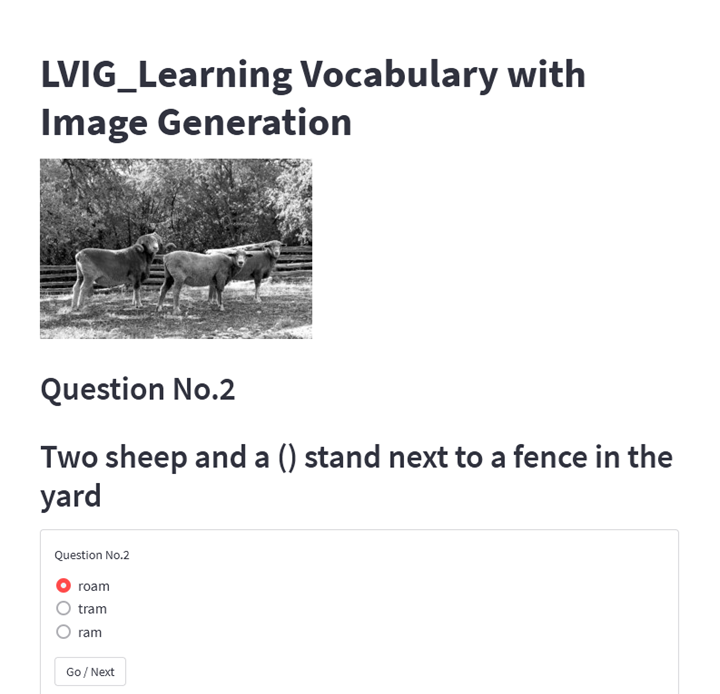 LVIG_Learning Vocabulary with
Image Generation
Question No.2
Two sheep and a () stand next to a fence in the
yard
Question No.2
roam
tram
ram
Go / Next